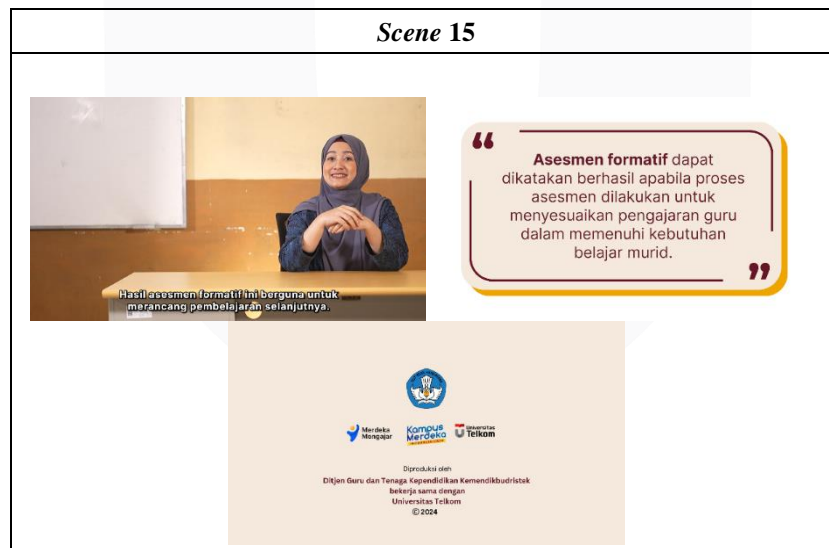 Scene 15
Hasil asesmen formatif ini berguna untuk
merancang pembelajaran selanjutnya.
“
Asesmen formatif dapat
dikatakan berhasil apabila proses
asesmen dilakukan untuk
menyesuaikan pengajaran guru
dalam memenuhi kebutuhan
belajar murid.
”
Merdeka
Mengajar
Kampus
Merdeka
Universitas
Telkom
Diproduksi oleh
Ditjen Guru dan Tenaga Kependidikan Kemendikbudristek
bekerja sama dengan
Universitas Telkom
© 2024